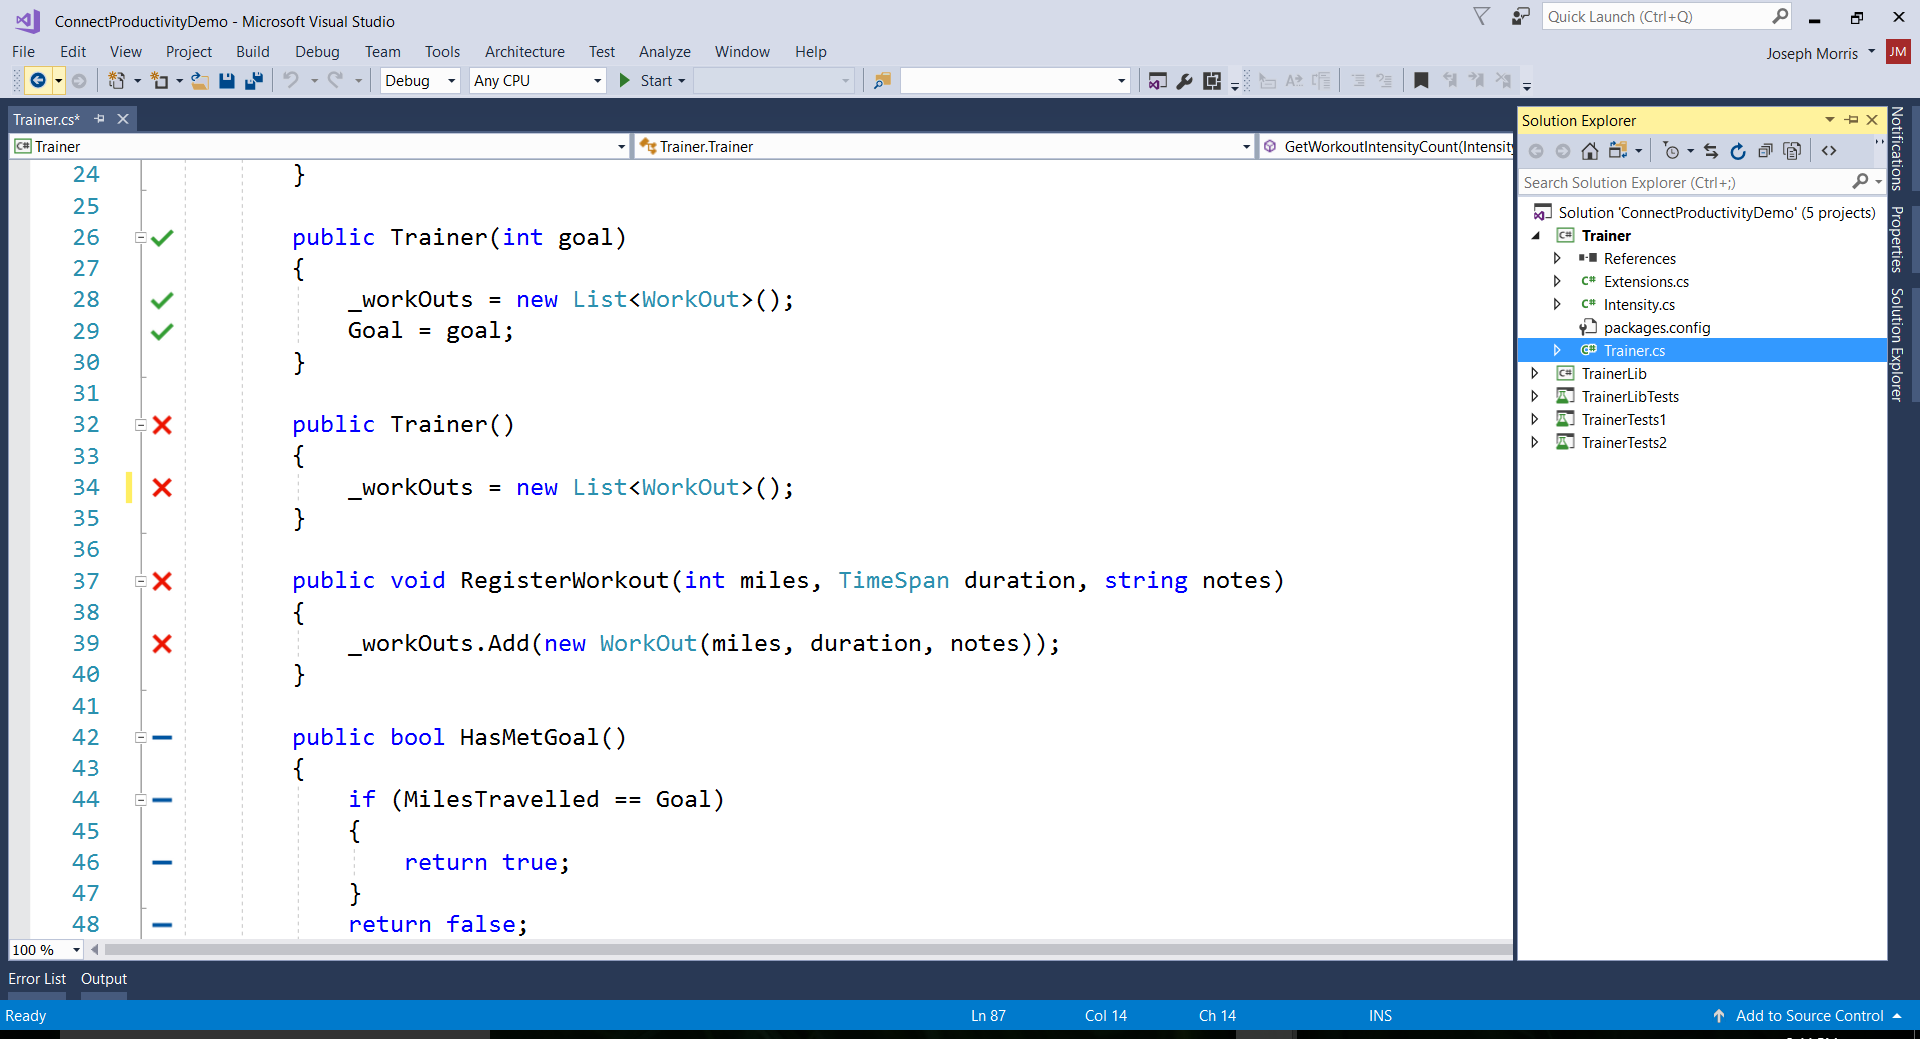 ConnectProductivityDemo - Microsoft Visual Studio
Quick Launch (Ctrl+Q)
File Edit View Project Build Debug Team Tools Architecture Test Analyze Window Help
Joseph Morris JM
Debug Any CPU Start
Trainer.cs*
Trainer Trainer.Trainer GetWorkoutIntensityCount(Intensity
24 }
25
26 public Trainer(int goal)
27 {
28 _workOuts = new List<WorkOut>();
29 Goal = goal;
30 }
31
32 public Trainer()
33 {
34 _workOuts = new List<WorkOut>();
35 }
36
37 public void RegisterWorkout(int miles, TimeSpan duration, string notes)
38 {
39 _workOuts.Add(new WorkOut(miles, duration, notes));
40 }
41
42 public bool HasMetGoal()
43 {
44 if (MilesTravelled == Goal)
45 {
46 return true;
47 }
48 return false;
100 %
Solution Explorer
Search Solution Explorer (Ctrl+;)
Solution 'ConnectProductivityDemo' (5 projects)
C# Trainer
References
C# Extensions.cs
C# Intensity.cs
packages.config
C# Trainer.cs
C# TrainerLib
TrainerLibTests
TrainerTests1
TrainerTests2
Notifications
Properties
Solution Explorer
Error List Output
Ready Ln 87 Col 14 Ch 14 INS Add to Source Control